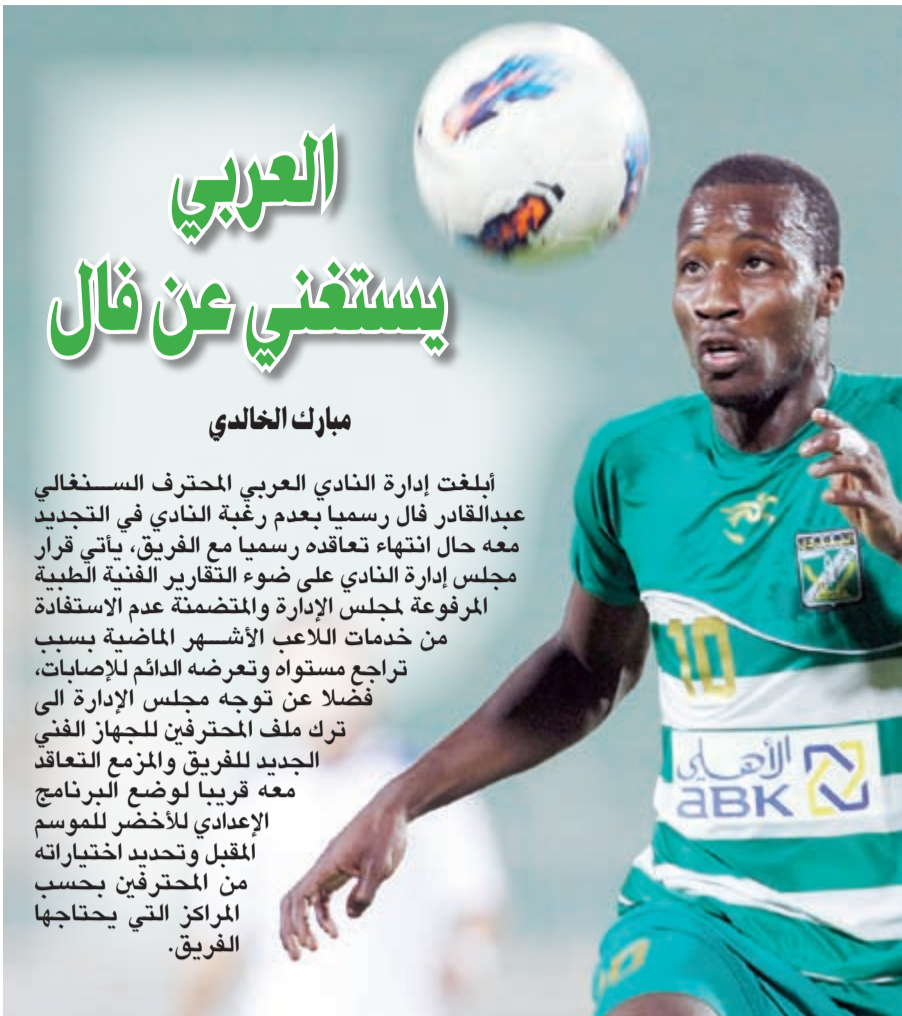 العربي
يستغني عن فال
مبارك الخالدي
أبلغت إدارة النادي العربي المحترف الســنغالي
عبدالقادر فال رسميا بعدم رغبة النادي في التجديد
معه حال انتهاء تعاقده رسميا مع الفريق، يأتي قرار
مجلس إدارة النادي على ضوء التقارير الفنية الطبية
المرفوعة لمجلس الإدارة والمتضمنة عدم الاستفادة
من خدمات اللاعب الأشــهر الماضية بسبب
تراجع مستواه وتعرضه الدائم للإصابات،
فضلا عن توجه مجلس الإدارة الى
ترك ملف المحترفين للجهاز الفني
الجديد للفريق والمزمع التعاقد
معه قريبا لوضع البرنامج
الإعدادي للأخضر للموسم
المقبل وتحديد اختياراته
من المحترفين بحسب
المراكز التي يحتاجها
الفريق.
10
الأهلي
aBK
10